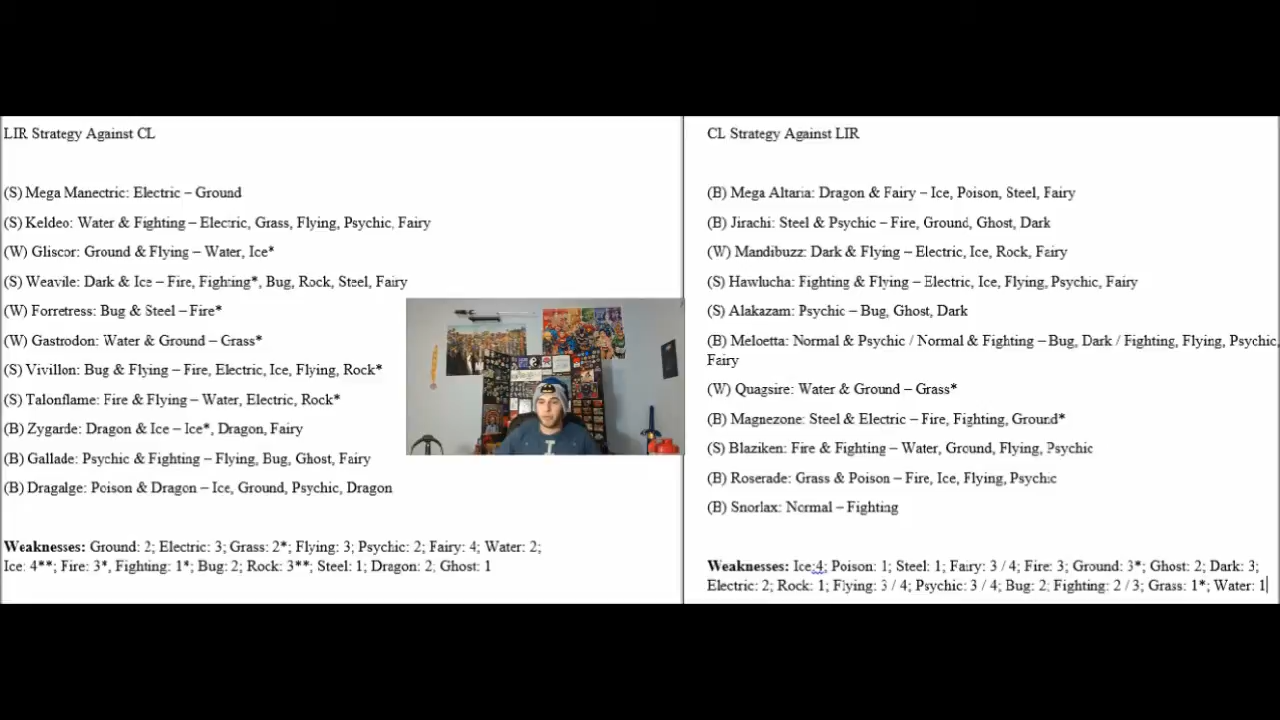 LIR Strategy Against CL
(S) Mega Manectric: Electric – Ground
(S) Keldeo: Water & Fighting – Electric, Grass, Flying, Psychic, Fairy
(W) Gliscor: Ground & Flying – Water, Ice*
(S) Weavile: Dark & Ice – Fire, Fighting*, Bug, Rock, Steel, Fairy
(W) Forretress: Bug & Steel – Fire*
(W) Gastrodon: Water & Ground – Grass*
(S) Vivillon: Bug & Flying – Fire, Electric, Ice, Flying, Rock*
(S) Talonflame: Fire & Flying – Water, Electric, Rock*
(B) Zygarde: Dragon & Ice – Ice*, Dragon, Fairy
(B) Gallade: Psychic & Fighting – Flying, Bug, Ghost, Fairy
(B) Dragalge: Poison & Dragon – Ice, Ground, Psychic, Dragon
Weaknesses: Ground: 2; Electric: 3; Grass: 2*; Flying: 3; Psychic: 2; Fairy: 4; Water: 2;
Ice: 4**; Fire: 3*, Fighting: 1*; Bug: 2; Rock: 3**; Steel: 1; Dragon: 2; Ghost: 1
CL Strategy Against LIR
(B) Mega Altaria: Dragon & Fairy – Ice, Poison, Steel, Fairy
(B) Jirachi: Steel & Psychic – Fire, Ground, Ghost, Dark
(W) Mandibuzz: Dark & Flying – Electric, Ice, Rock, Fairy
(S) Hawlucha: Fighting & Flying – Electric, Ice, Flying, Psychic, Fairy
(S) Alakazam: Psychic – Bug, Ghost, Dark
(B) Meloetta: Normal & Psychic / Normal & Fighting – Bug, Dark / Fighting, Flying, Psychic,
Fairy
(W) Quagsire: Water & Ground – Grass*
(B) Magnezone: Steel & Electric – Fire, Fighting, Ground*
(S) Blaziken: Fire & Fighting – Water, Ground, Flying, Psychic
(B) Roserade: Grass & Poison – Fire, Ice, Flying, Psychic
(B) Snorlax: Normal – Fighting
Weaknesses: Ice:4; Poison: 1; Steel: 1; Fairy: 3 / 4; Fire: 3; Ground: 3*; Ghost: 2; Dark: 3;
Electric: 2; Rock: 1; Flying: 3 / 4; Psychic: 3 / 4; Bug: 2; Fighting: 2 / 3; Grass: 1*; Water: 1